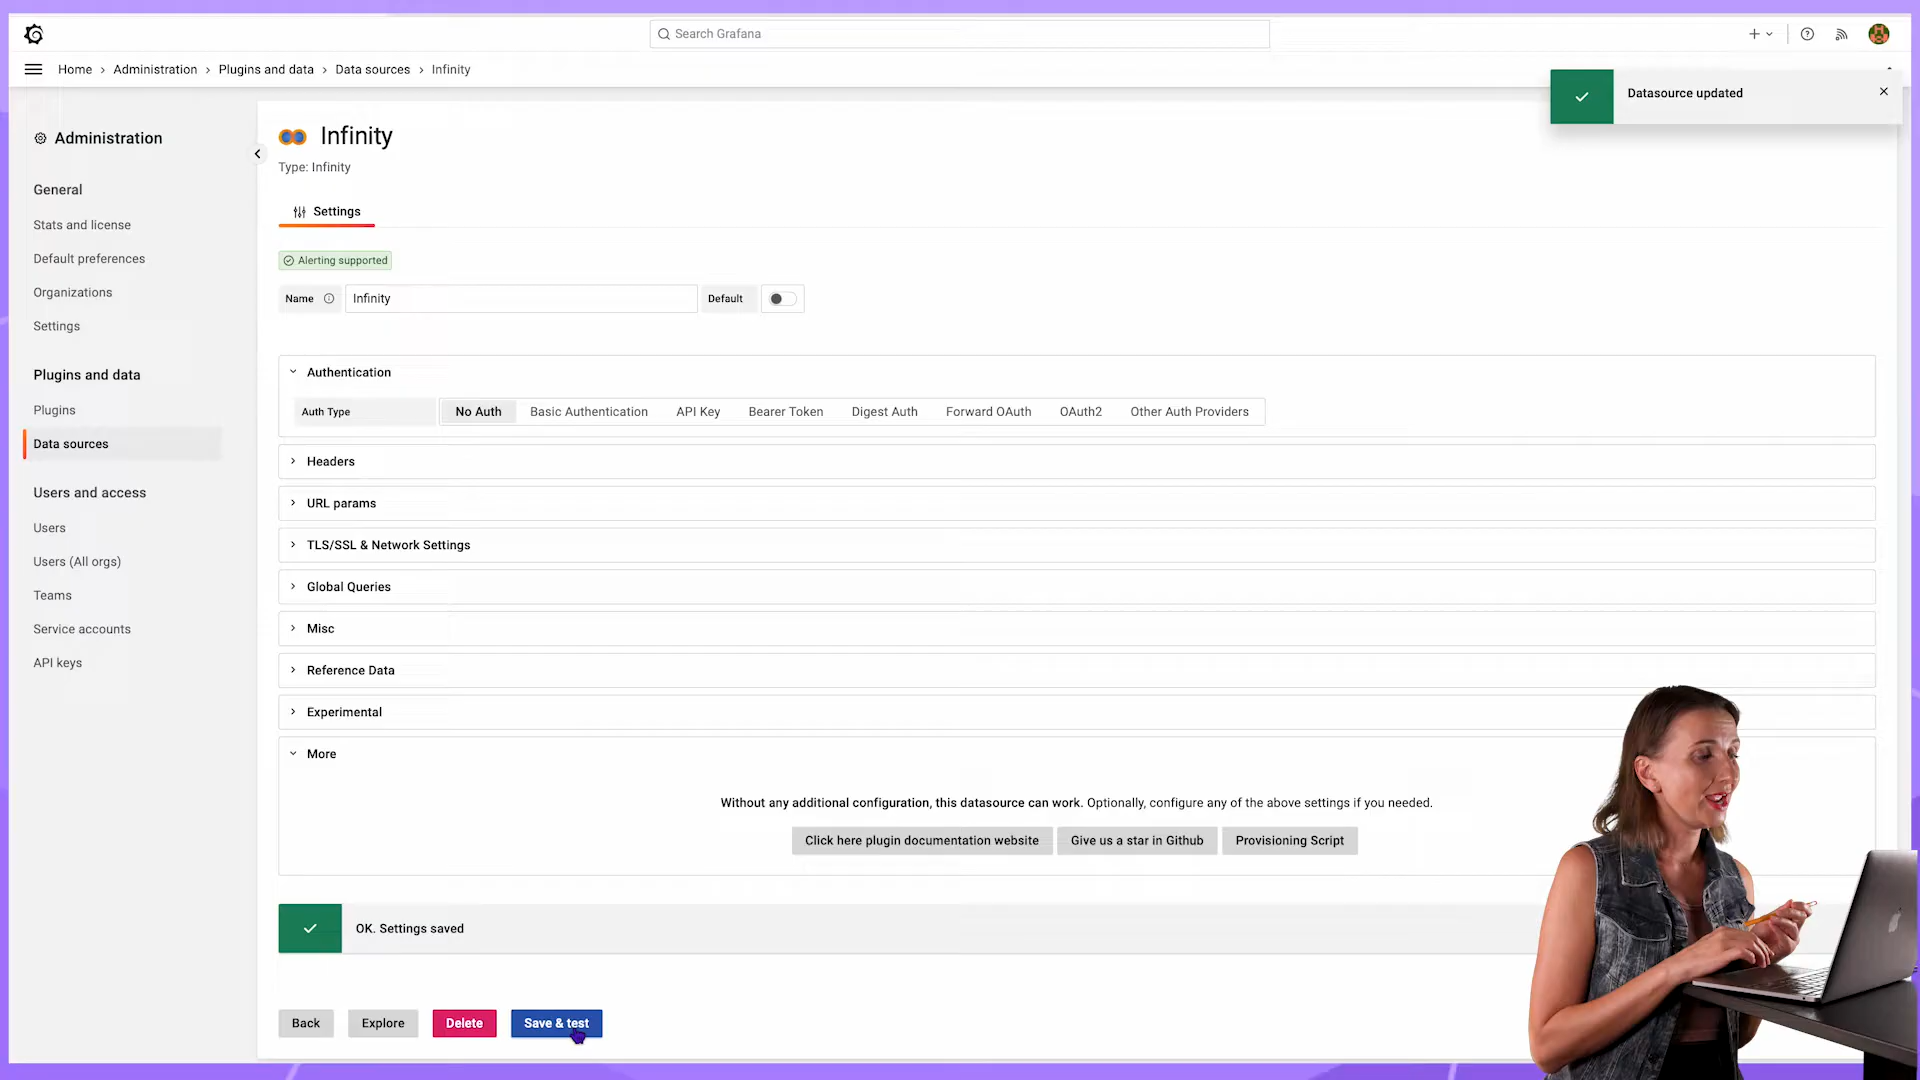 Search Grafana
Home › Administration › Plugins and data › Data sources › Infinity
Datasource updated
Administration
General
Stats and license
Default preferences
Organizations
Settings
Plugins and data
Plugins
Data sources
Users and access
Users
Users (All orgs)
Teams
Service accounts
API keys
Infinity
Type: Infinity
Settings
Alerting supported
Name Infinity Default
Authentication
Auth Type No Auth Basic Authentication API Key Bearer Token Digest Auth Forward OAuth OAuth2 Other Auth Providers
Headers
URL params
TLS/SSL & Network Settings
Global Queries
Misc
Reference Data
Experimental
More
Without any additional configuration, this datasource can work. Optionally, configure any of the above settings if you needed.
Click here plugin documentation website Give us a star in Github Provisioning Script
OK. Settings saved
Back Explore Delete Save & test